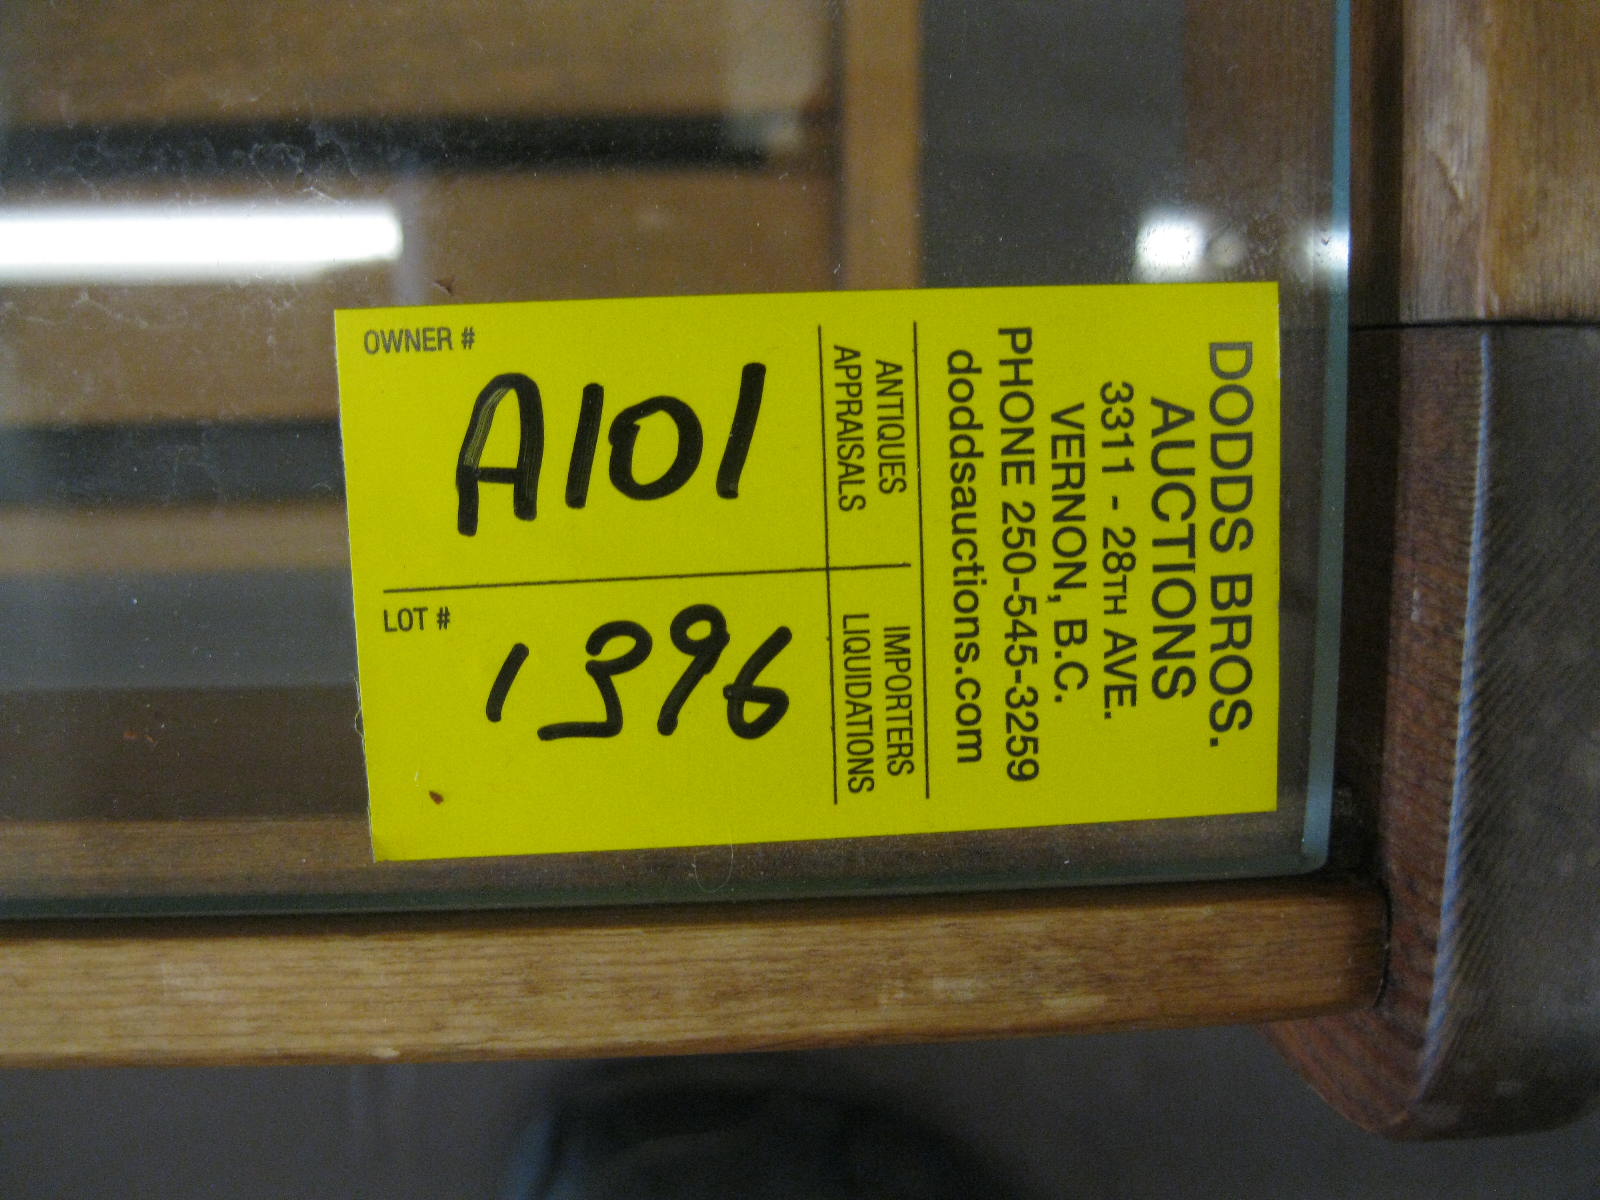 DODDS BROS.
AUCTIONS
3311 - 28TH AVE.
VERNON, B.C.
PHONE 250-545-3259
doddsauctions.com
ANTIQUES
APPRAISALS
IMPORTERS
LIQUIDATIONS
OWNER #
A101
LOT #
1396